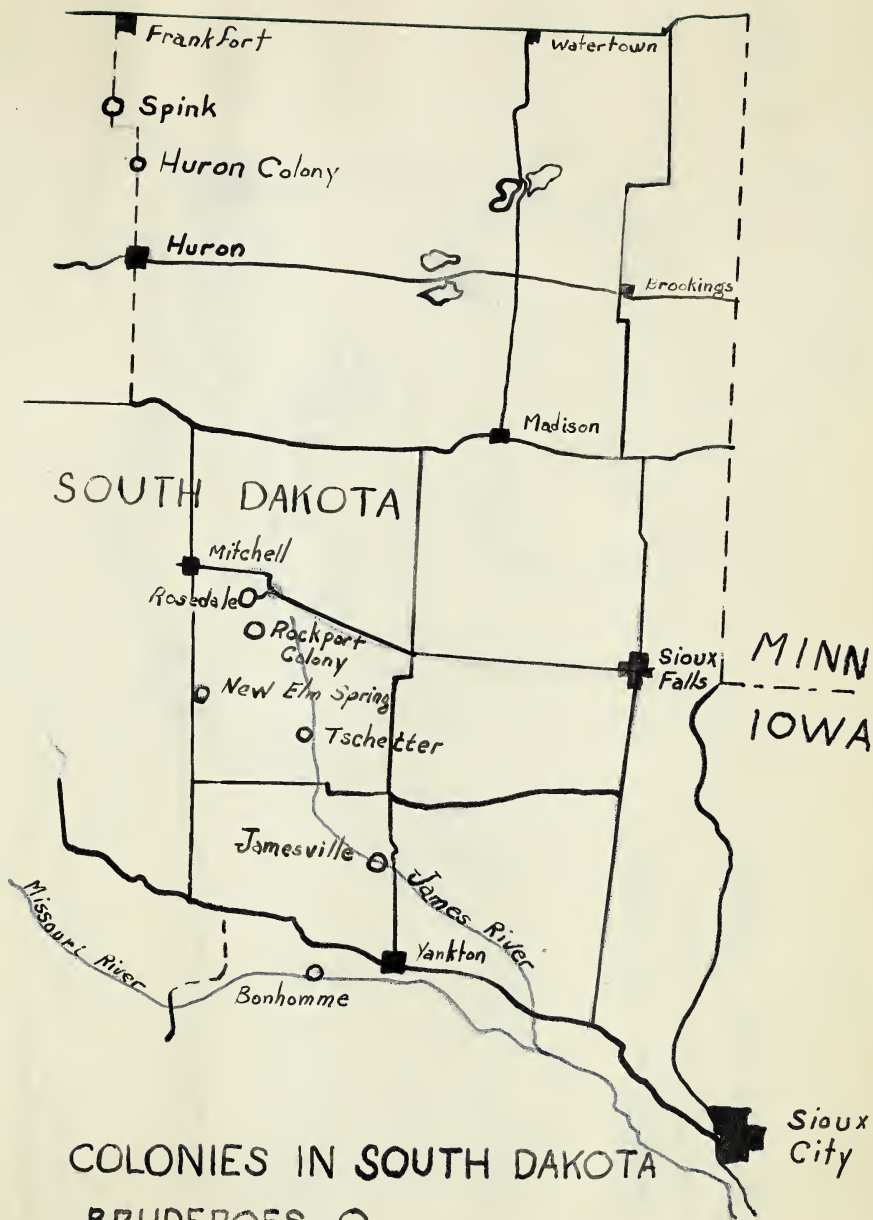 Frankfort
Watertown
Spink
Huron Colony
Huron
Brookings
Madison
SOUTH DAKOTA
Mitchell
Rosedale
Rockport
Colony
Sioux
Falls
MINN
New Elm Spring
IOWA
Tschetter
Jamesville
James River
Missouri River
Yankton
Bonhomme
Sioux
City
COLONIES IN SOUTH DAKOTA